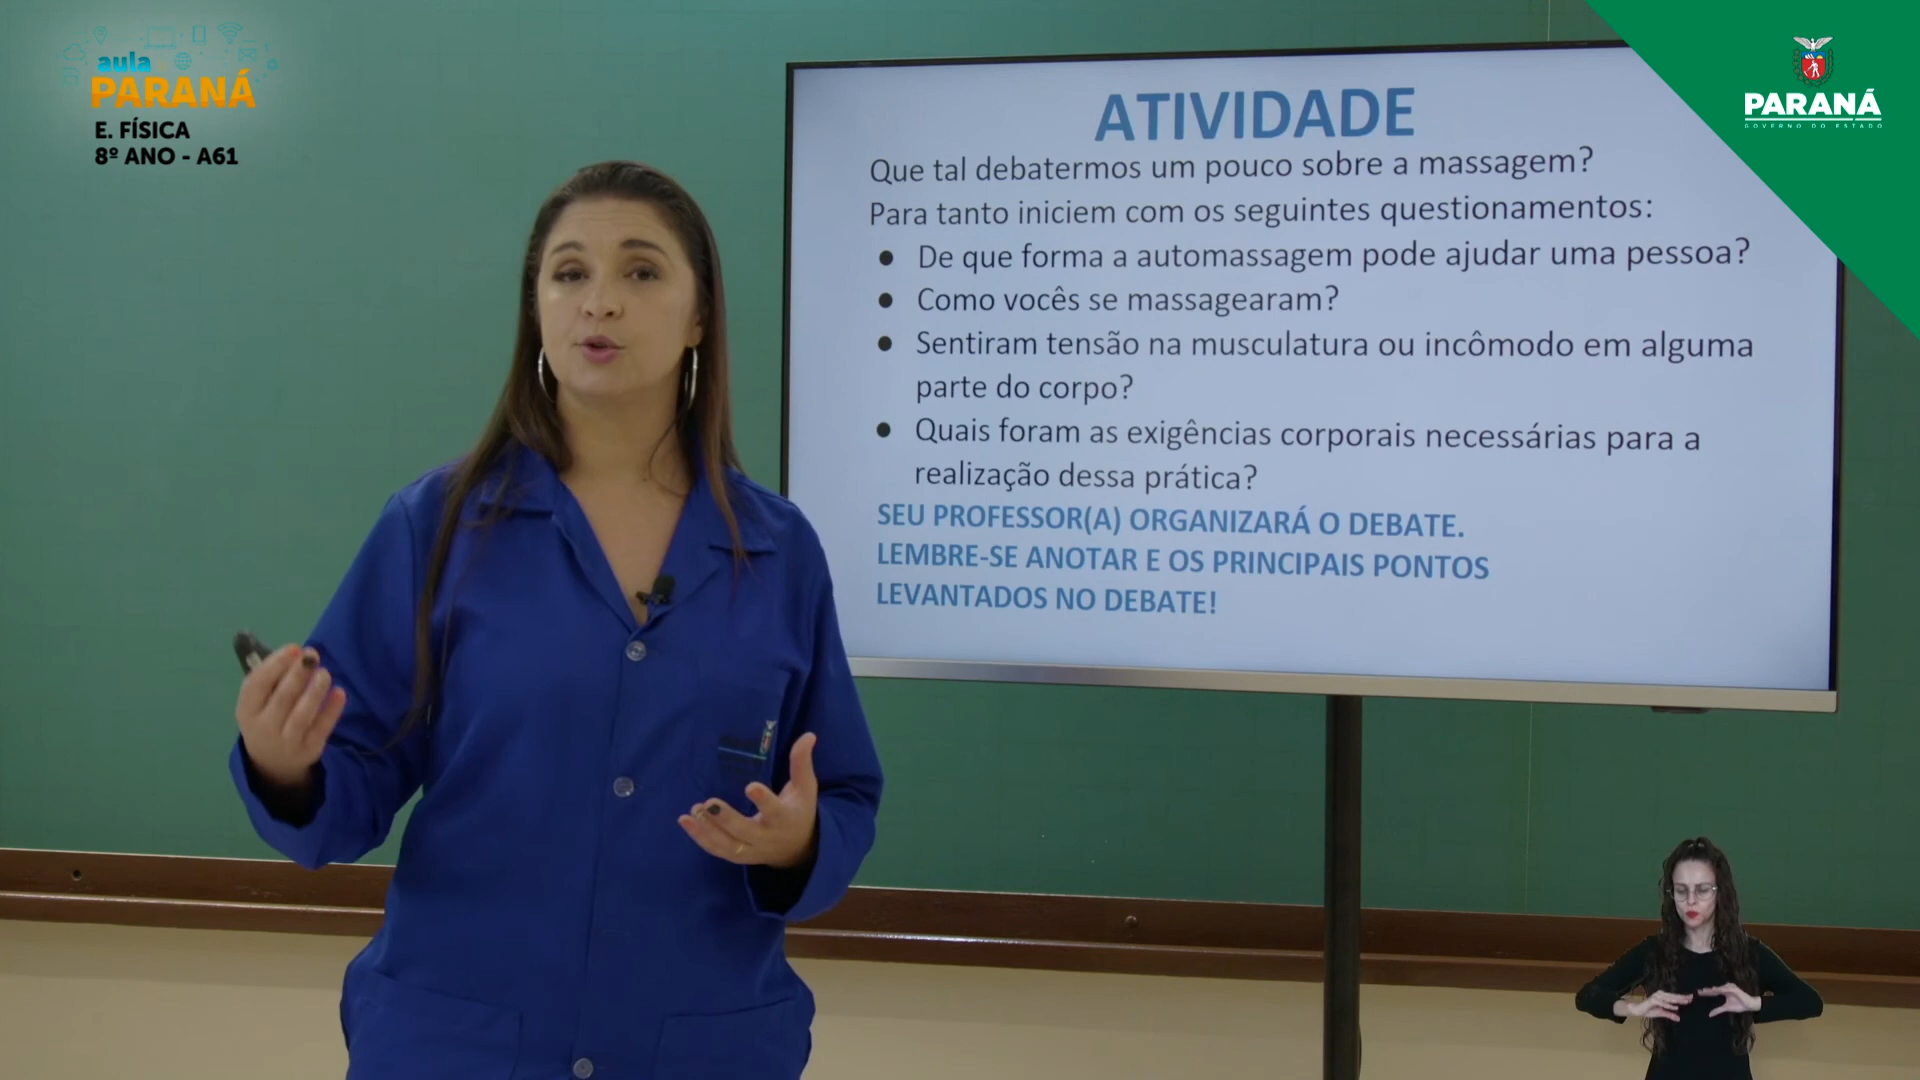 aula
PARANÁ
E. FÍSICA
8º ANO - A61
PARANÁ
GOVERNO DO ESTADO
ATIVIDADE
Que tal debatermos um pouco sobre a massagem?
Para tanto iniciem com os seguintes questionamentos:
● De que forma a automassagem pode ajudar uma pessoa?
● Como vocês se massagearam?
● Sentiram tensão na musculatura ou incômodo em alguma
parte do corpo?
● Quais foram as exigências corporais necessárias para a
realização dessa prática?
SEU PROFESSOR(A) ORGANIZARÁ O DEBATE.
LEMBRE-SE ANOTAR E OS PRINCIPAIS PONTOS
LEVANTADOS NO DEBATE!